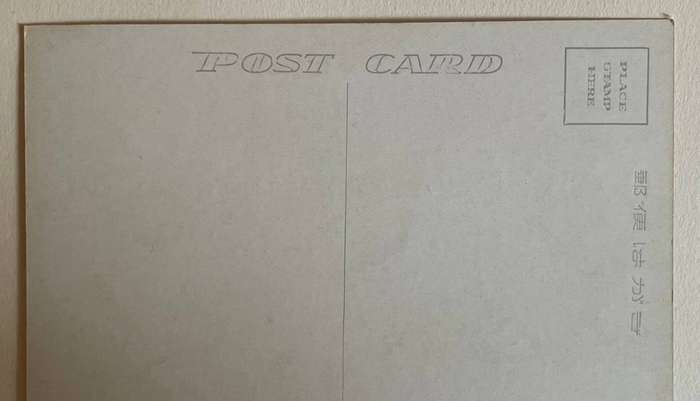 POST CARD
PLACE
STAMP
HERE
郵便はがき